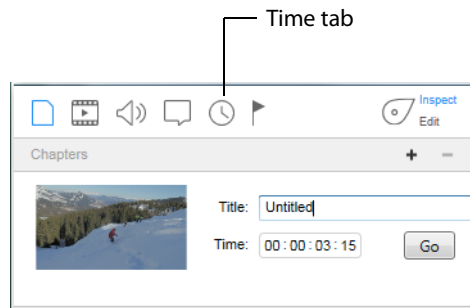 Time tab
Inspect
Edit
Chapters
Title: Untitled
Time: 00:00:03:15 Go